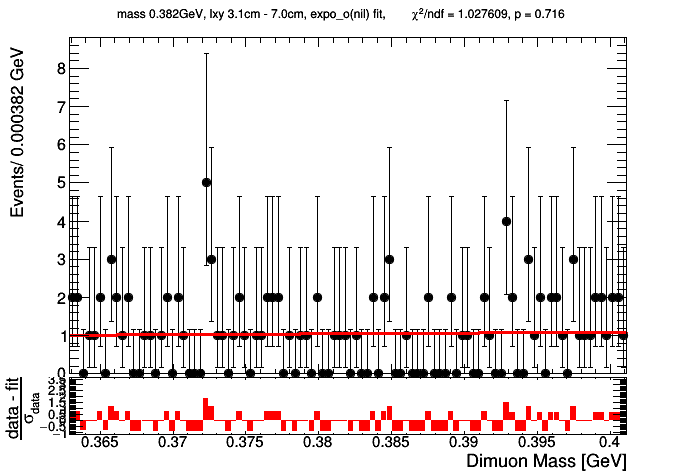 mass 0.382GeV, lxy 3.1cm - 7.0cm, expo_o(nil) fit, χ²/ndf = 1.027609, p = 0.716
Events/ 0.000382 GeV
8
7
6
5
4
3
2
1
0
data - fit
σdata
0.365 0.37 0.375 0.38 0.385 0.39 0.395 0.4
Dimuon Mass [GeV]